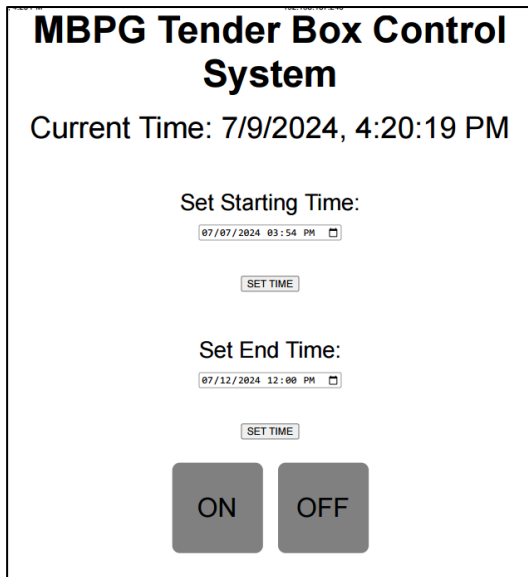 MBPG Tender Box Control
System
Current Time: 7/9/2024, 4:20:19 PM
Set Starting Time:
07/07/2024 03:54 PM
SET TIME
Set End Time:
07/12/2024 12:00 PM
SET TIME
ON OFF